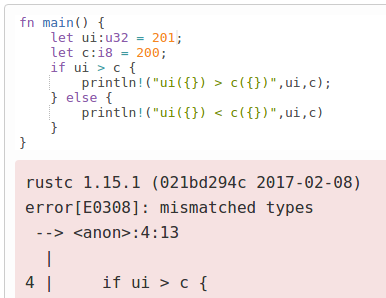 fn main() {
    let ui:u32 = 201;
    let c:i8 = 200;
    if ui > c {
        println!("ui({}) > c({})",ui,c);
    } else {
        println!("ui({}) < c({})",ui,c)
    }
}
rustc 1.15.1 (021bd294c 2017-02-08)
error[E0308]: mismatched types
 --> <anon>:4:13
  |
4 |     if ui > c {